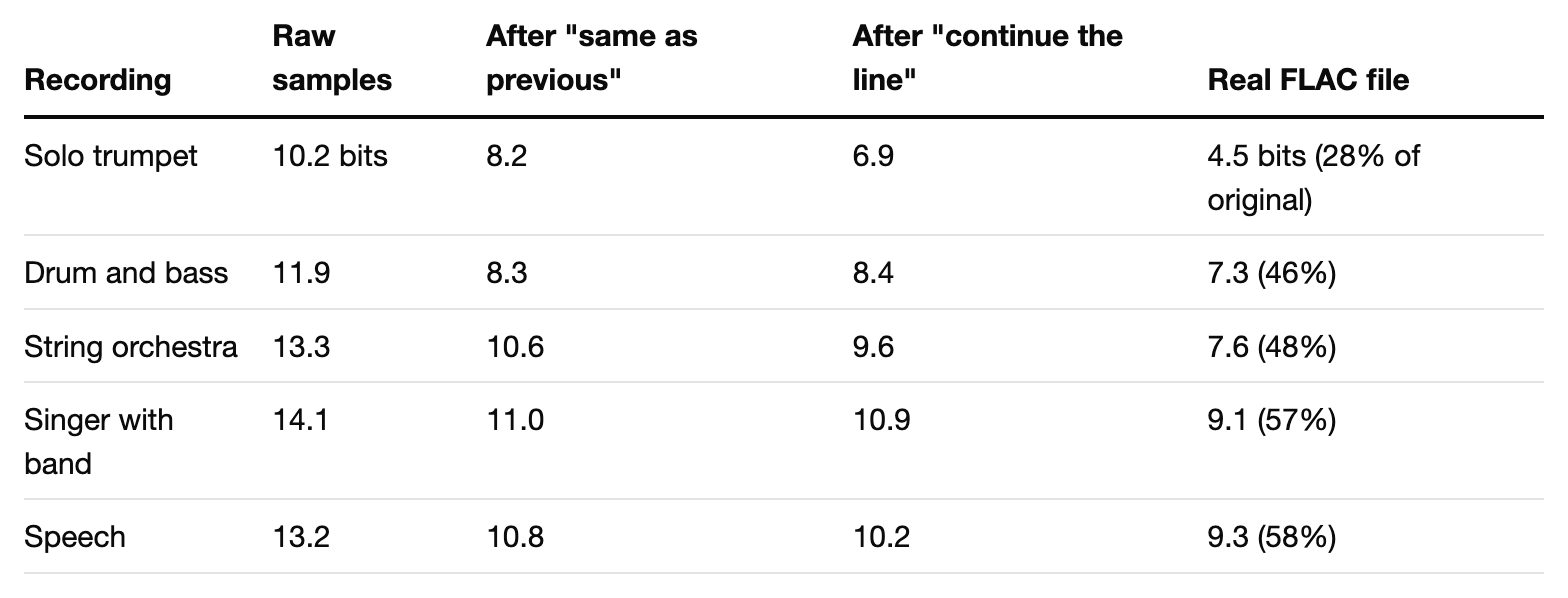 Recording Raw samples After "same as previous" After "continue the line" Real FLAC file
Solo trumpet 10.2 bits 8.2 6.9 4.5 bits (28% of original)
Drum and bass 11.9 8.3 8.4 7.3 (46%)
String orchestra 13.3 10.6 9.6 7.6 (48%)
Singer with band 14.1 11.0 10.9 9.1 (57%)
Speech 13.2 10.8 10.2 9.3 (58%)